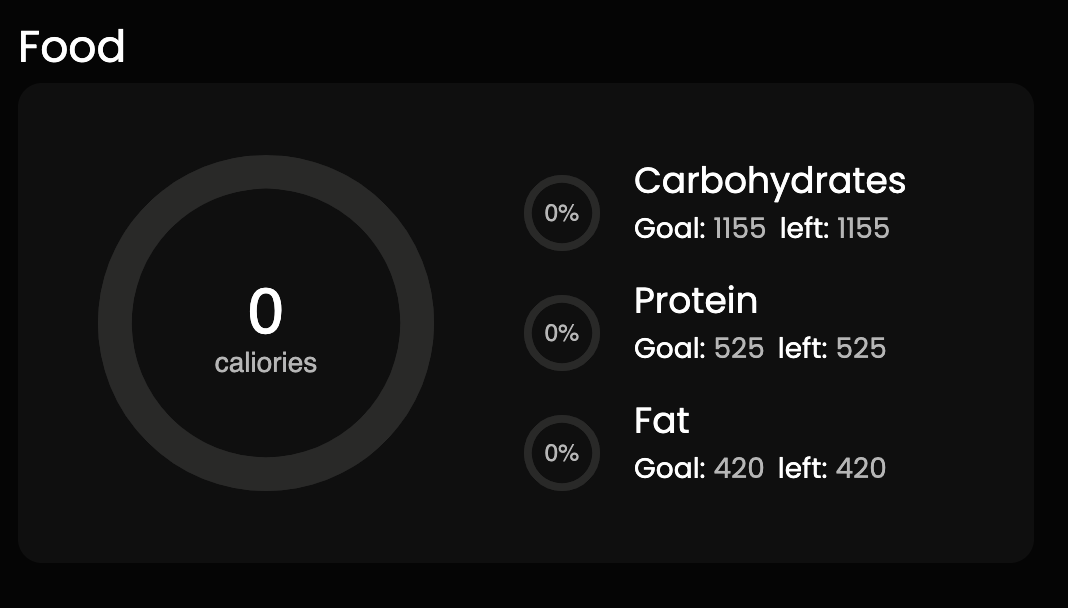 Food
0
caliories
0%
Carbohydrates
Goal: 1155 left: 1155
0%
Protein
Goal: 525 left: 525
0%
Fat
Goal: 420 left: 420